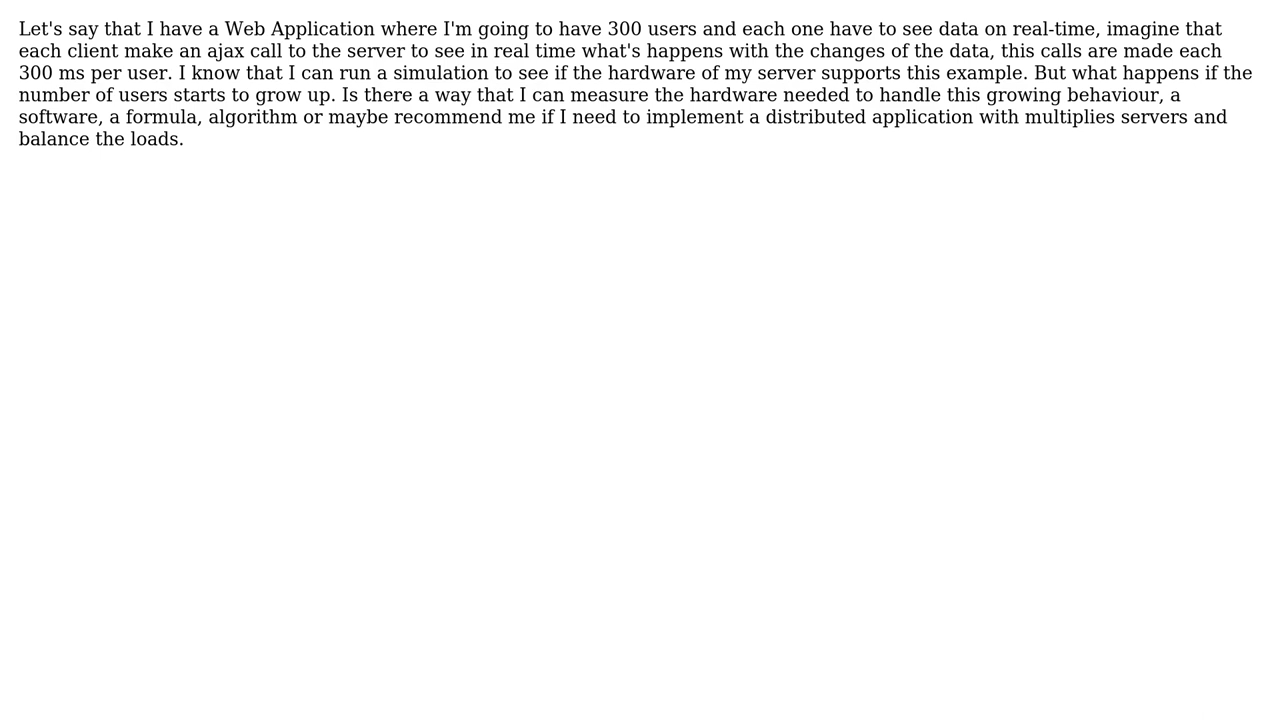 Let's say that I have a Web Application where I'm going to have 300 users and each one have to see data on real-time, imagine that
each client make an ajax call to the server to see in real time what's happens with the changes of the data, this calls are made each
300 ms per user. I know that I can run a simulation to see if the hardware of my server supports this example. But what happens if the
number of users starts to grow up. Is there a way that I can measure the hardware needed to handle this growing behaviour, a
software, a formula, algorithm or maybe recommend me if I need to implement a distributed application with multiplies servers and
balance the loads.